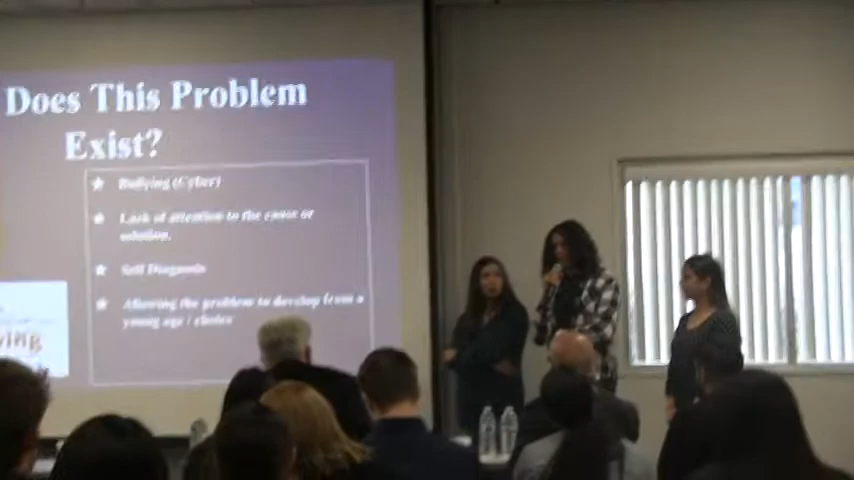 Does This Problem
Exist?
Bullying (Cyber)
Lack of attention to the cause or
solution.
Self Diagnosis
Allowing the problem to develop from a
young age / choice